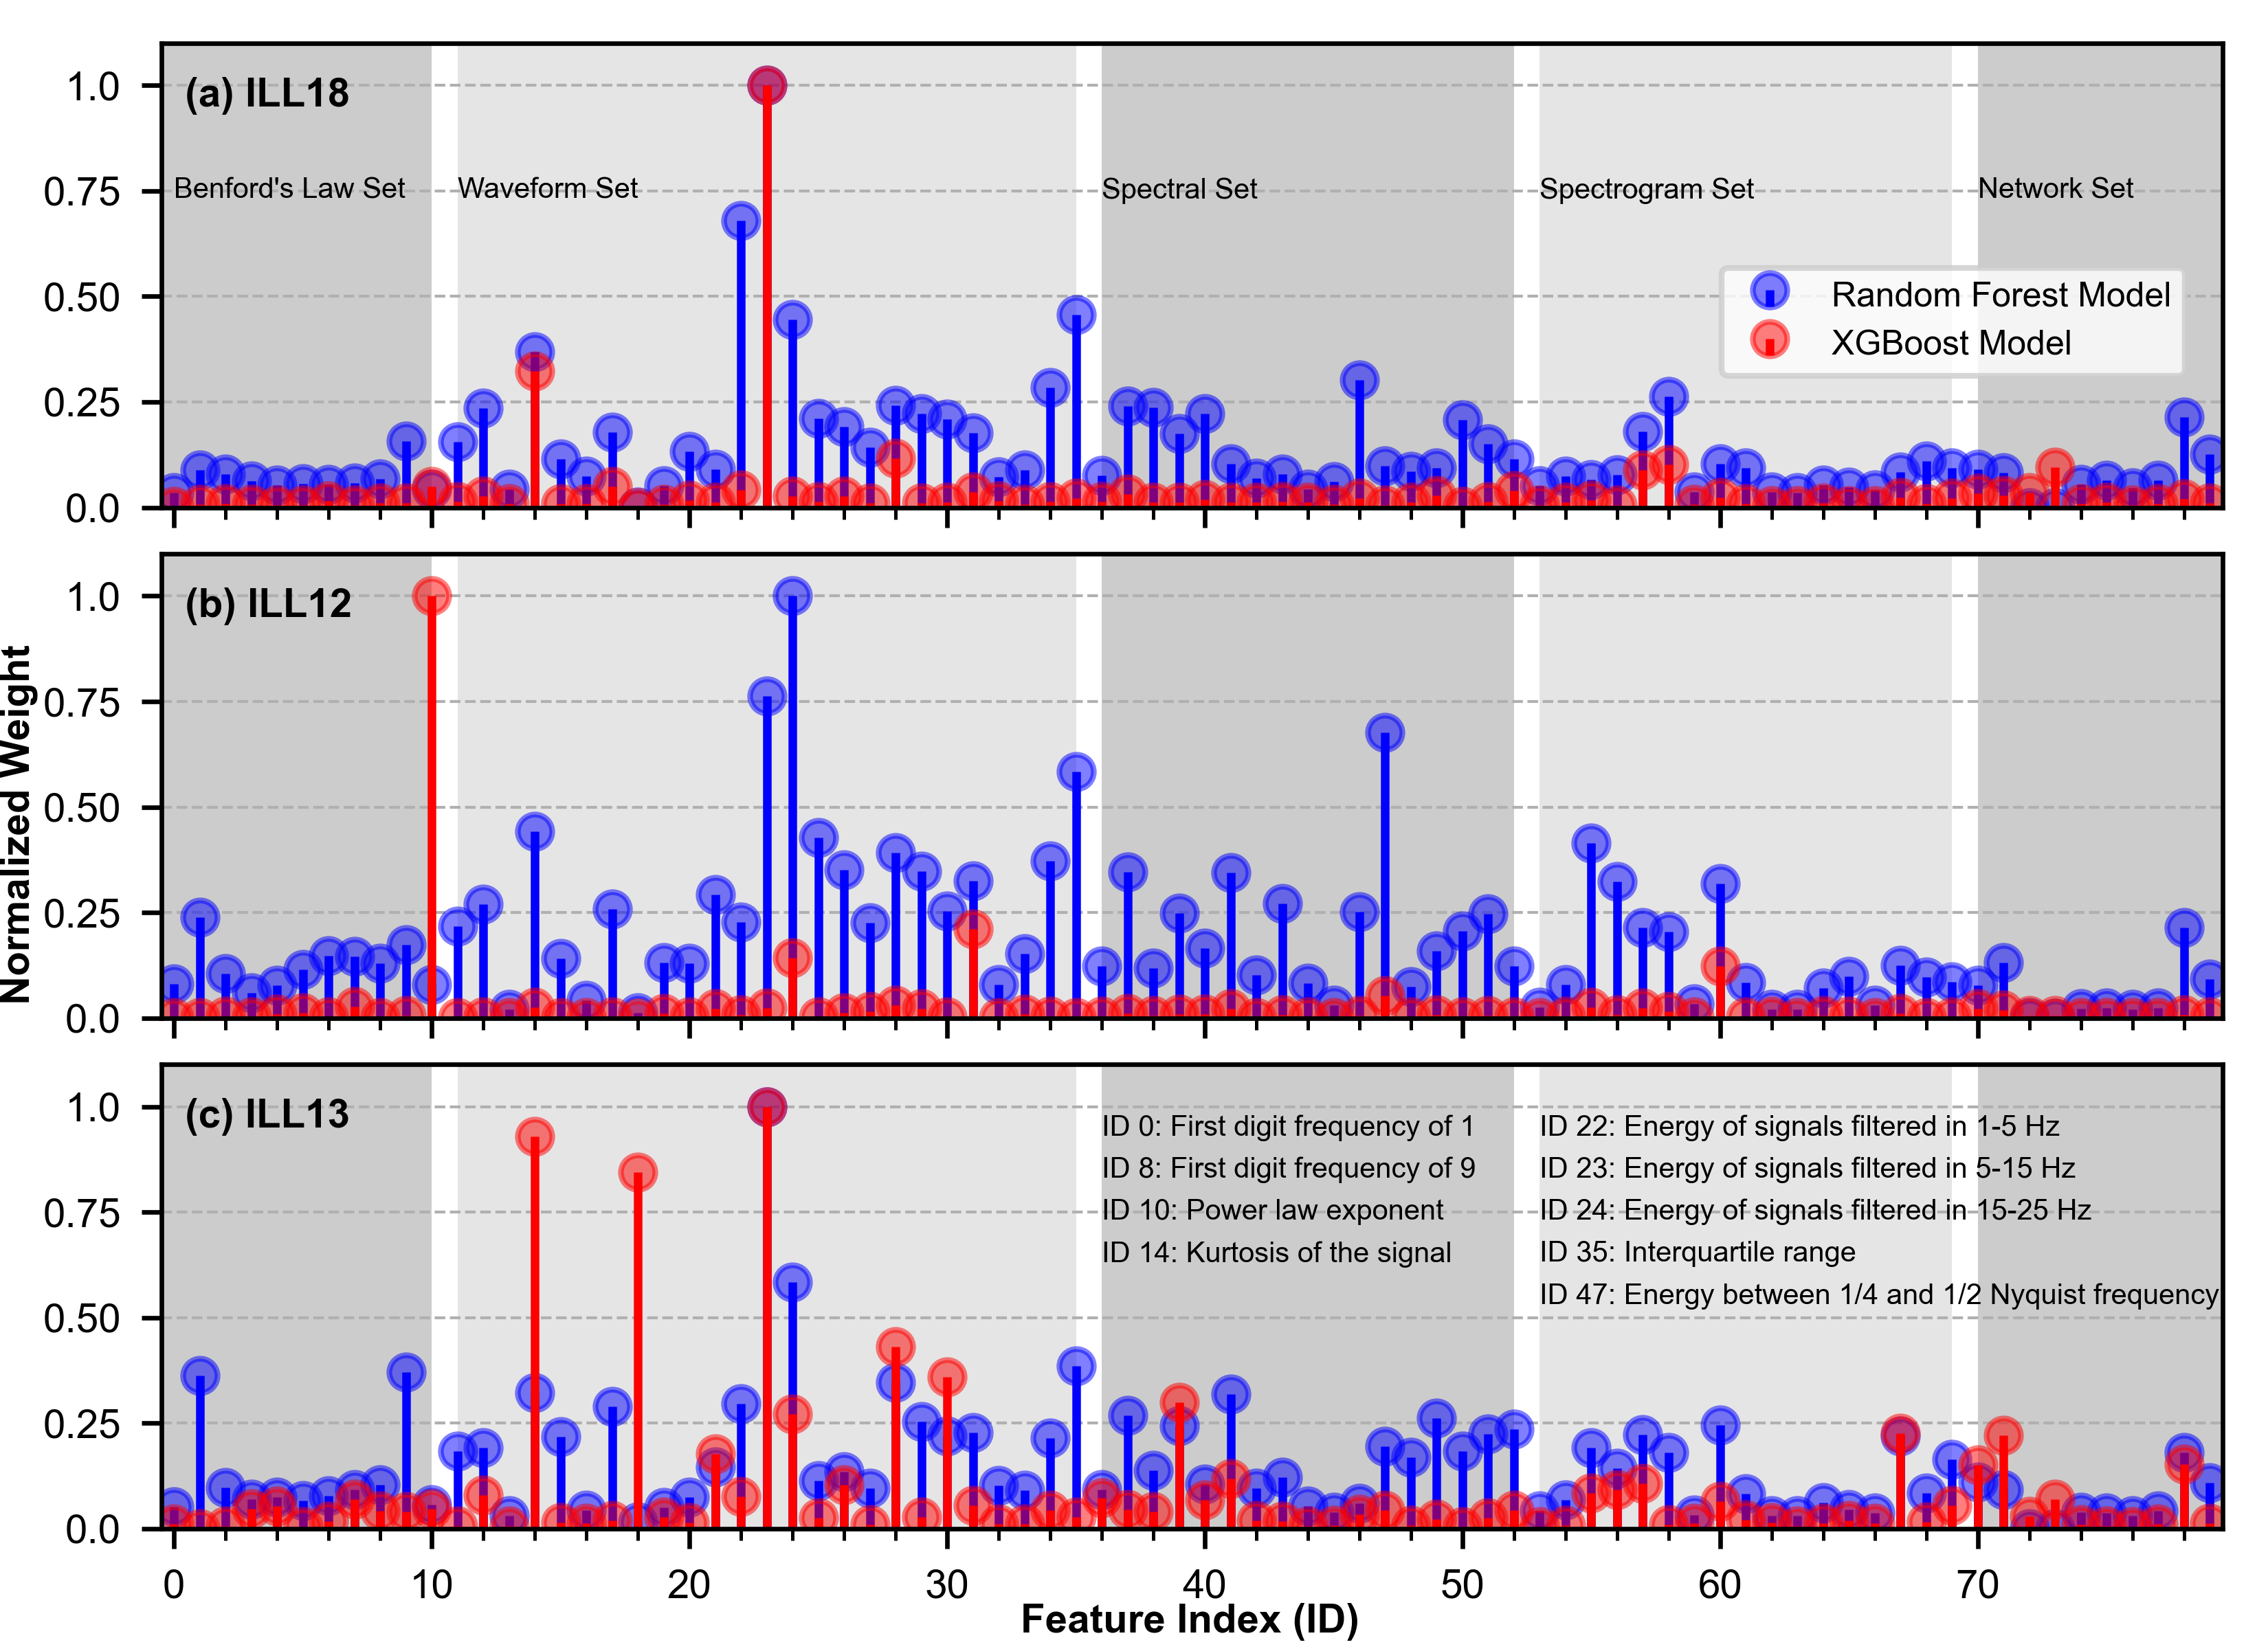 (a) ILL18
Benford's Law Set
Waveform Set
Spectral Set
Spectrogram Set
Network Set
Random Forest Model
XGBoost Model
1.0
0.75
0.50
0.25
0.0
(b) ILL12
1.0
0.75
0.50
0.25
0.0
Normalized Weight
(c) ILL13
ID 0: First digit frequency of 1
ID 8: First digit frequency of 9
ID 10: Power law exponent
ID 14: Kurtosis of the signal
ID 22: Energy of signals filtered in 1-5 Hz
ID 23: Energy of signals filtered in 5-15 Hz
ID 24: Energy of signals filtered in 15-25 Hz
ID 35: Interquartile range
ID 47: Energy between 1/4 and 1/2 Nyquist frequency
1.0
0.75
0.50
0.25
0.0
0 10 20 30 40 50 60 70
Feature Index (ID)